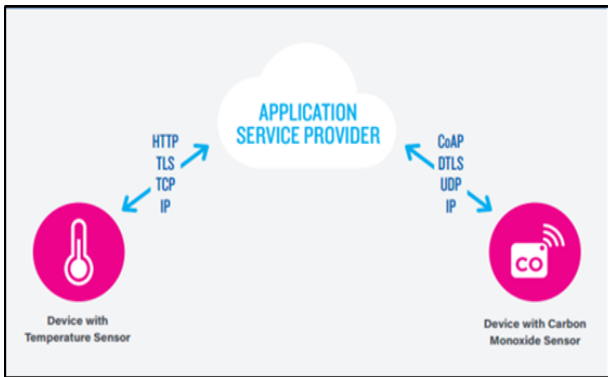 APPLICATION
SERVICE PROVIDER
HTTP
TLS
TCP
IP
CoAP
DTLS
UDP
IP
CO
Device with
Temperature Sensor
Device with Carbon
Monoxide Sensor